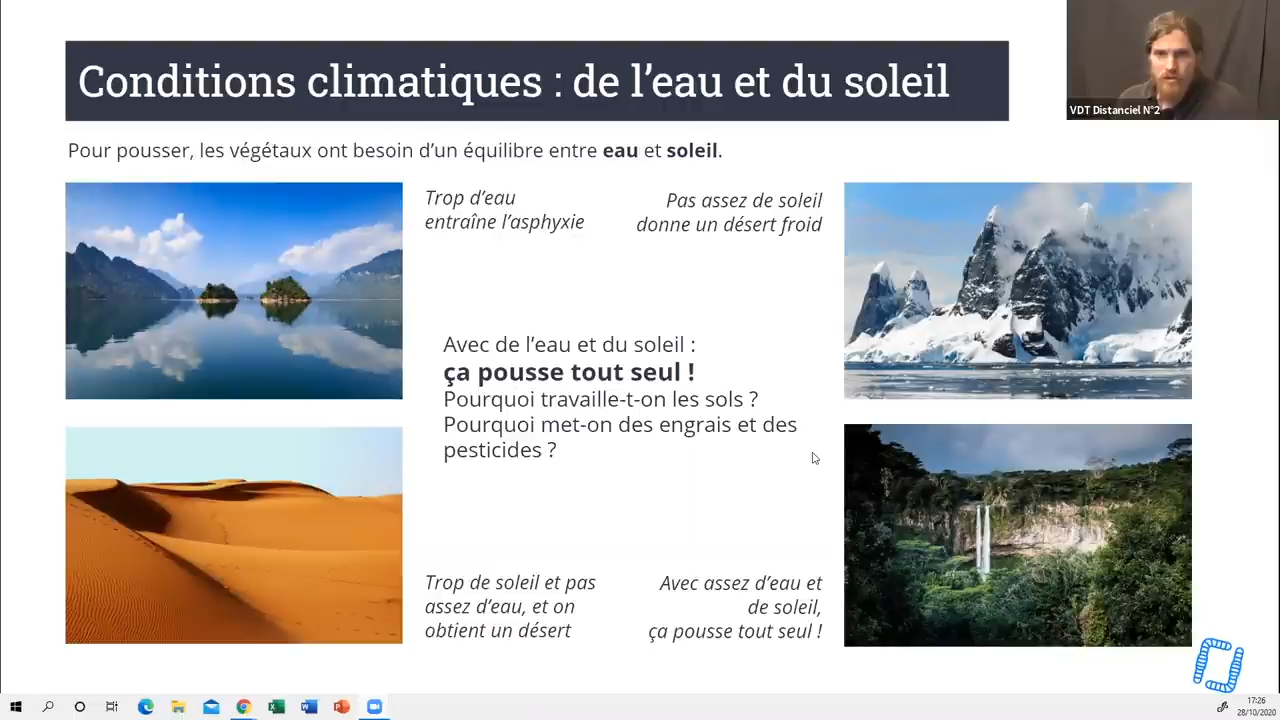 Conditions climatiques : de l'eau et du soleil
VDT Distanciel N°2
Pour pousser, les végétaux ont besoin d'un équilibre entre eau et soleil.
Trop d'eau
entraîne l'asphyxie
Pas assez de soleil
donne un désert froid
Avec de l'eau et du soleil :
ça pousse tout seul !
Pourquoi travaille-t-on les sols ?
Pourquoi met-on des engrais et des
pesticides ?
Trop de soleil et pas
assez d'eau, et on
obtient un désert
Avec assez d'eau et
de soleil,
ça pousse tout seul !
17:26
28/10/2020